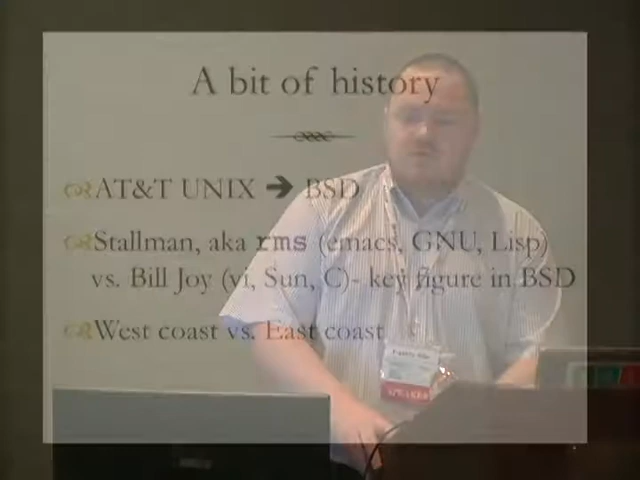 A bit of history
AT&T UNIX ➔ BSD
Stallman, aka rms (emacs, GNU, Lisp)
vs. Bill Joy (vi, Sun, C)- key figure in BSD
West coast vs. East coast
SPEAKER